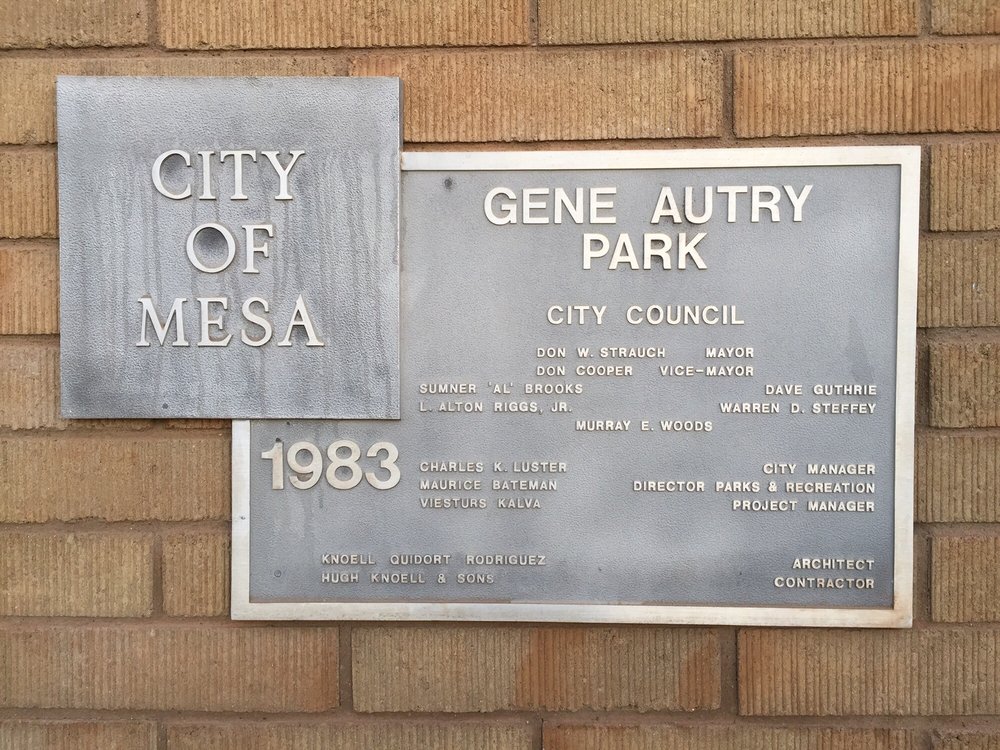 CITY
OF
MESA
GENE AUTRY
PARK
CITY COUNCIL
DON W. STRAUCH MAYOR
DON COOPER VICE-MAYOR
SUMNER 'AL' BROOKS DAVE GUTHRIE
L. ALTON RIGGS, JR. WARREN D. STEFFEY
MURRAY E. WOODS
1983
CHARLES K. LUSTER CITY MANAGER
MAURICE BATEMAN DIRECTOR PARKS & RECREATION
VIESTURS KALVA PROJECT MANAGER
KNOELL QUIDORT RODRIGUEZ ARCHITECT
HUGH KNOELL & SONS CONTRACTOR